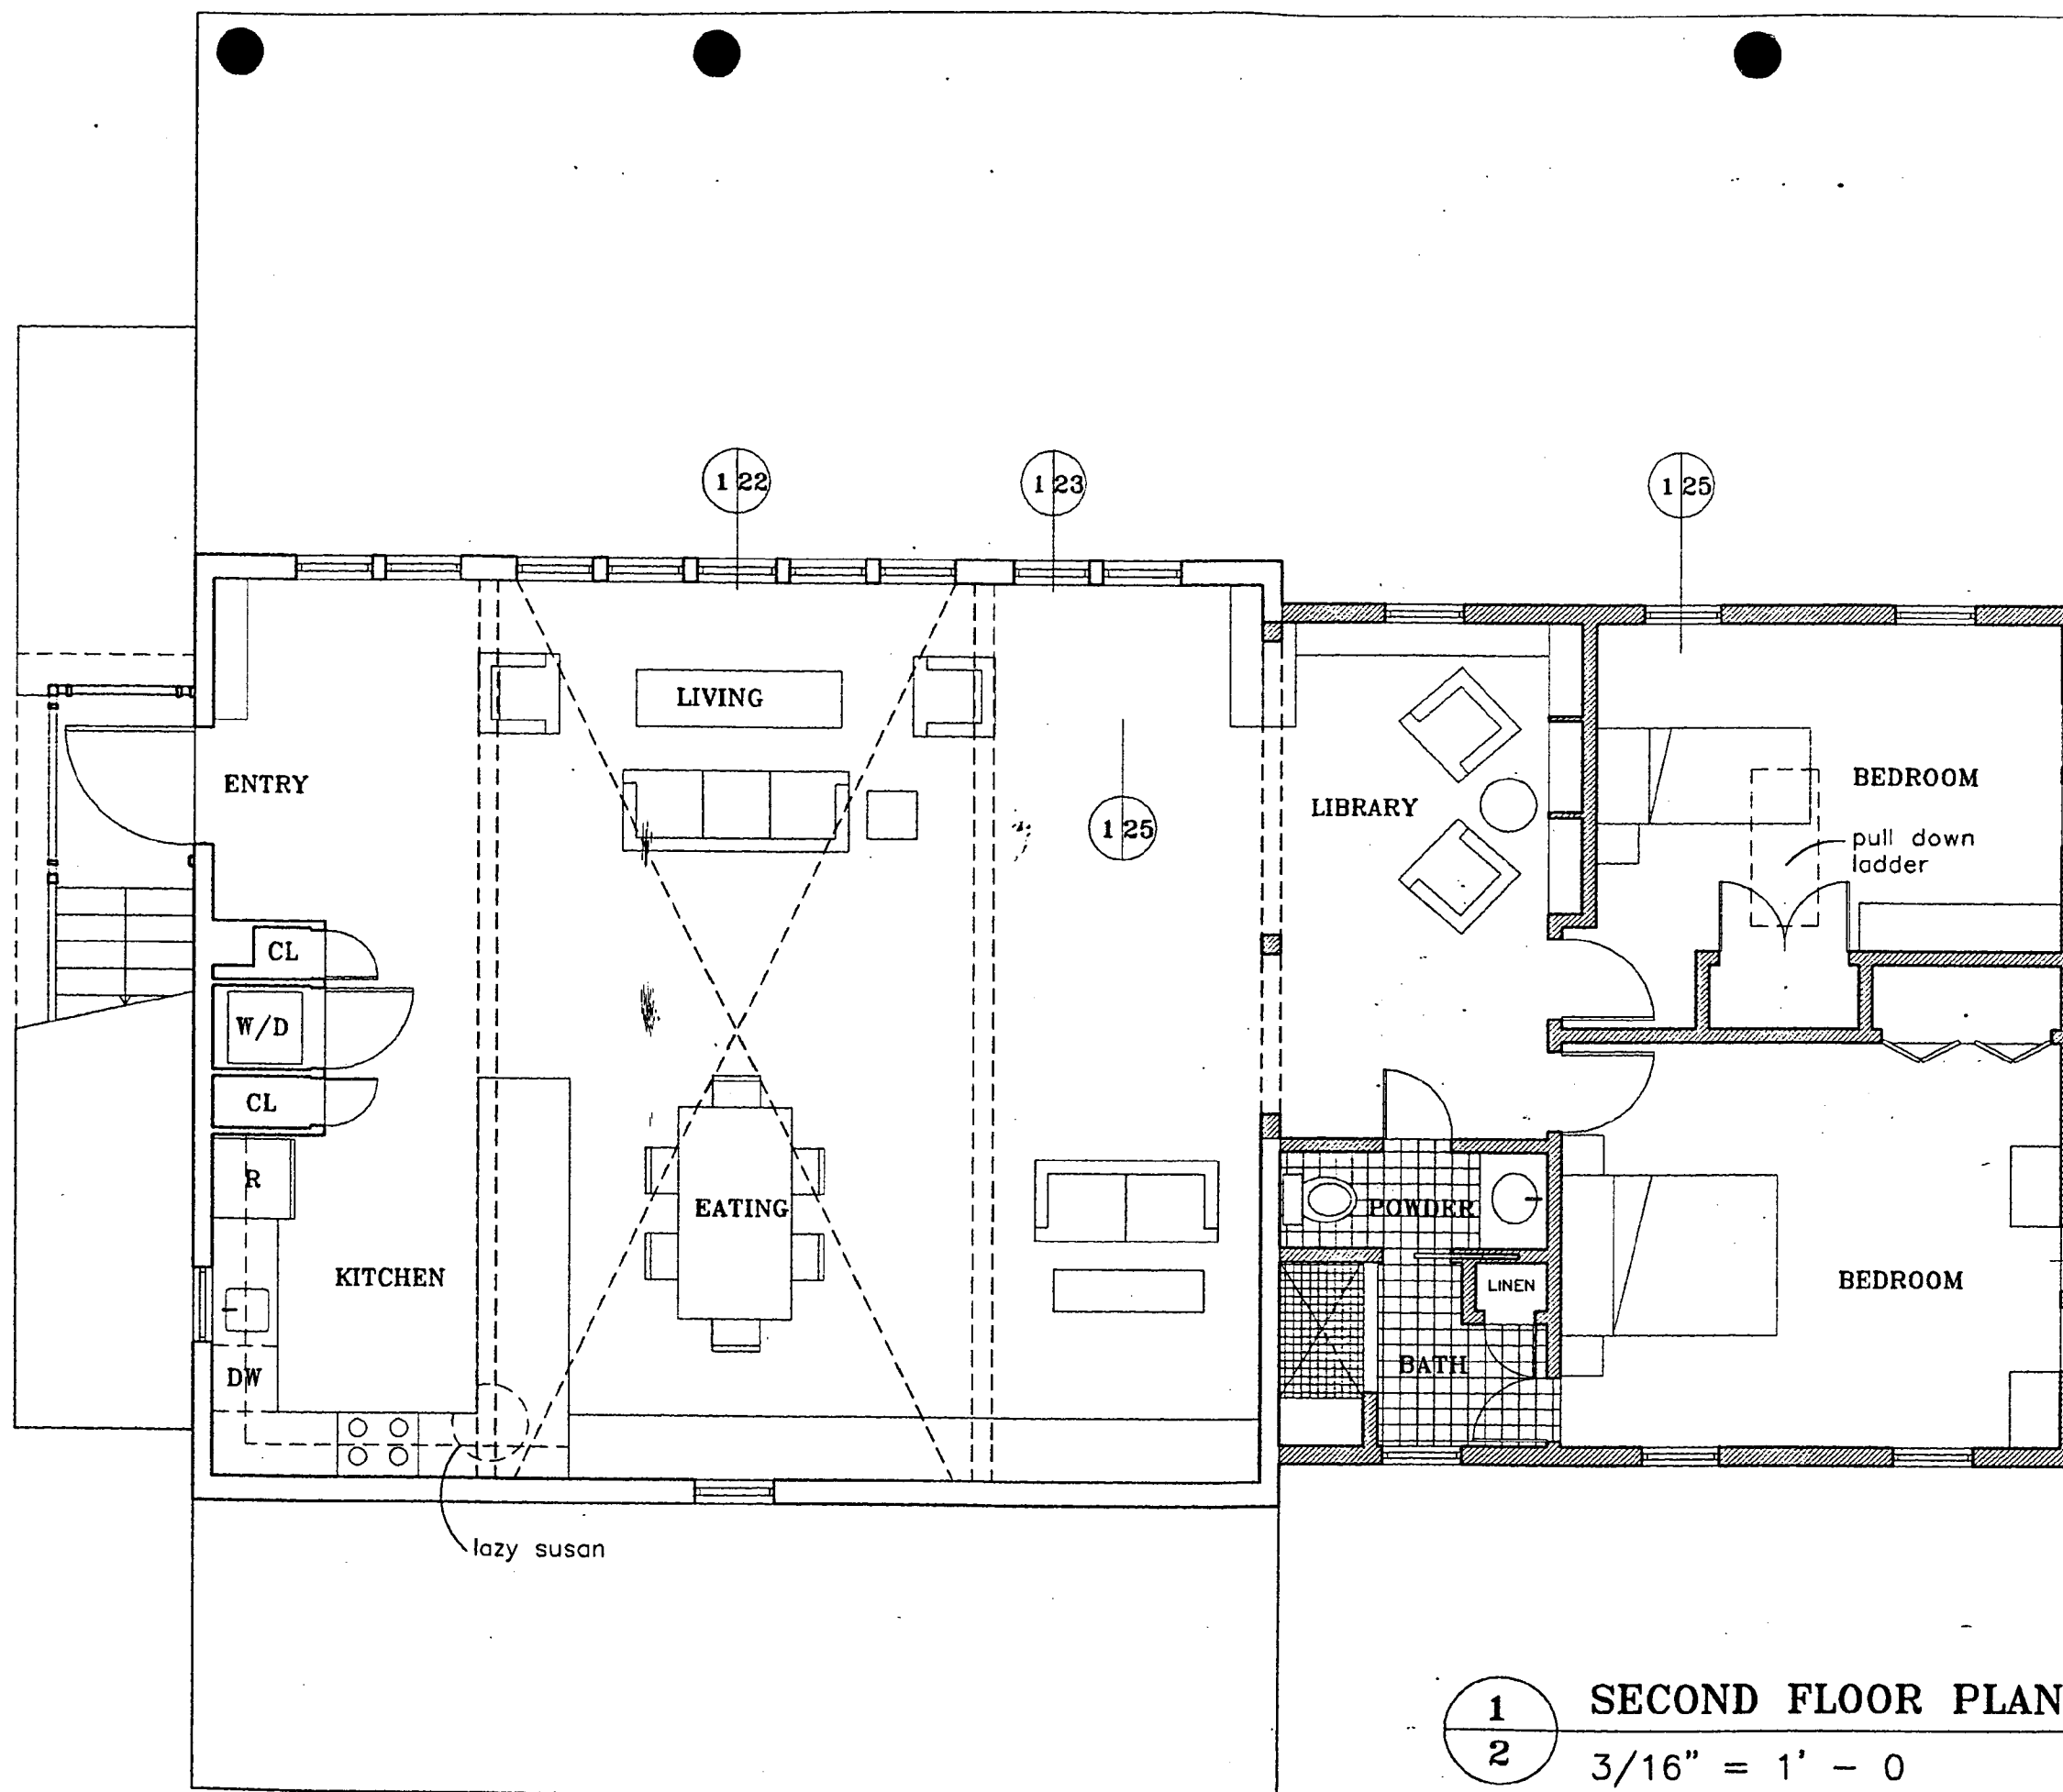 1 22
1 23
1 25
LIVING
ENTRY
BEDROOM
LIBRARY
1 25
pull down
ladder
CL
W/D
CL
R
EATING
POWDER
KITCHEN
LINEN
BEDROOM
DW
BATH
lazy susan
1
2
SECOND FLOOR PLAN
3/16" = 1' - 0